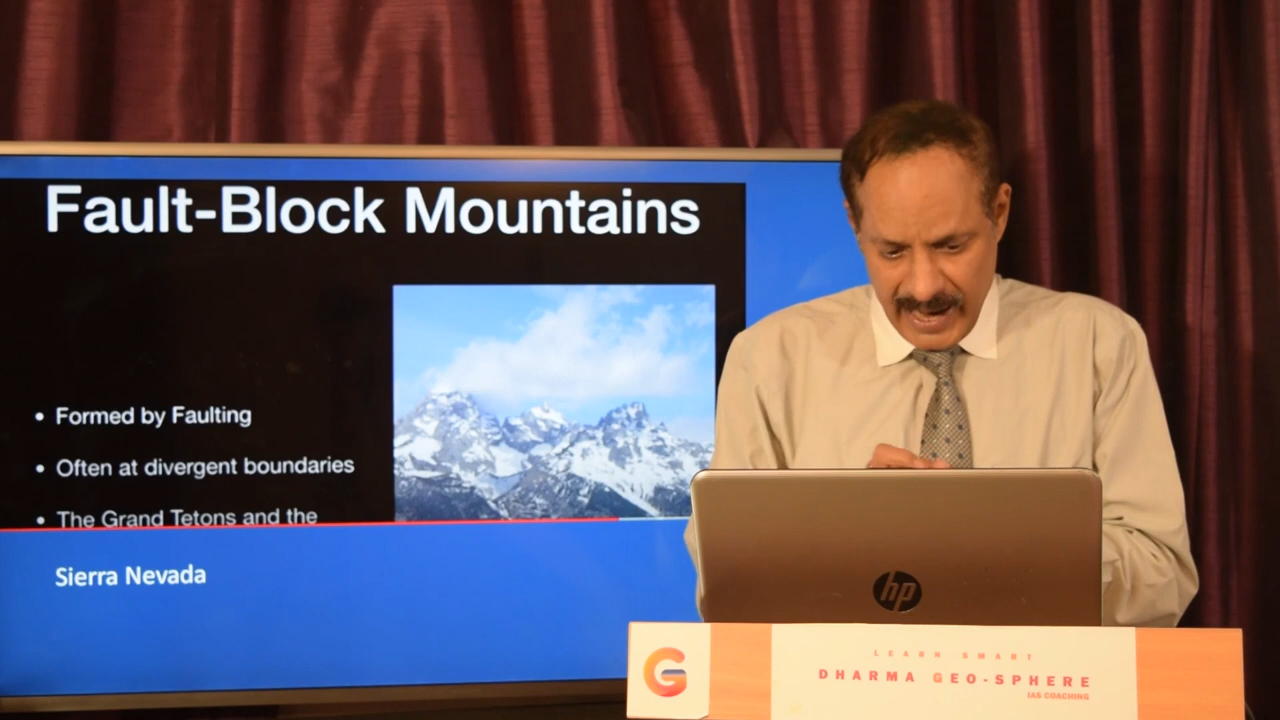 Fault-Block Mountains
• Formed by Faulting
• Often at divergent boundaries
• The Grand Tetons and the
Sierra Nevada
hp
G
LEARN SMART
DHARMA GEO-SPHERE
IAS COACHING